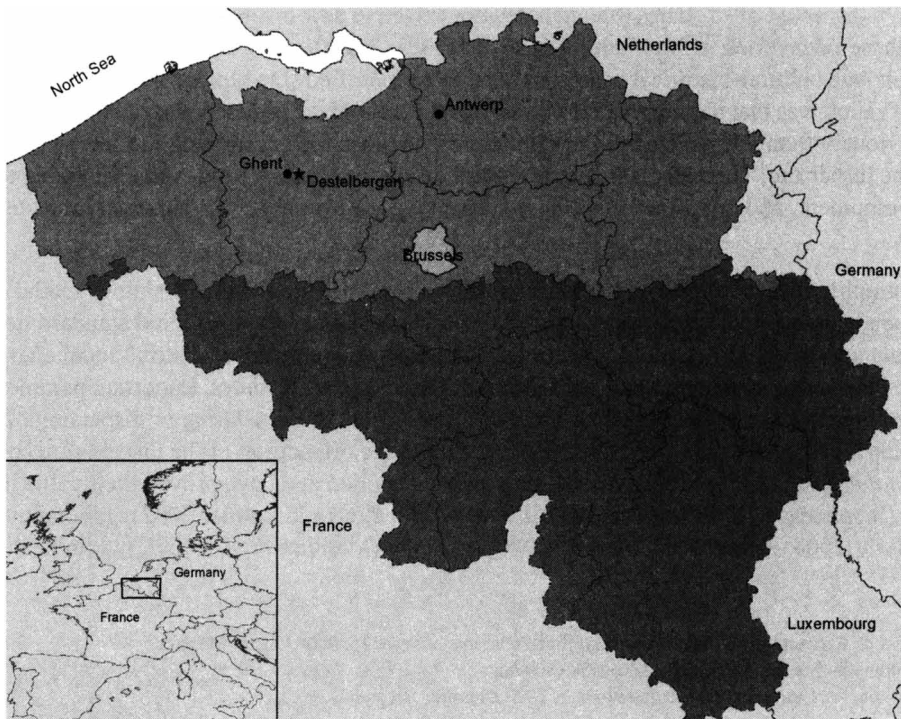 North Sea
Netherlands
Antwerp
Ghent
Destelbergen
Brussels
Germany
France
Luxembourg
Germany
France